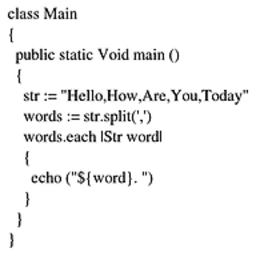 class Main
{
public static Void main ()
{
str := "Hello,How,Are,You,Today"
words := str.split(',')
words.each |Str word|
{
echo ("${word}. ")
}
}
}